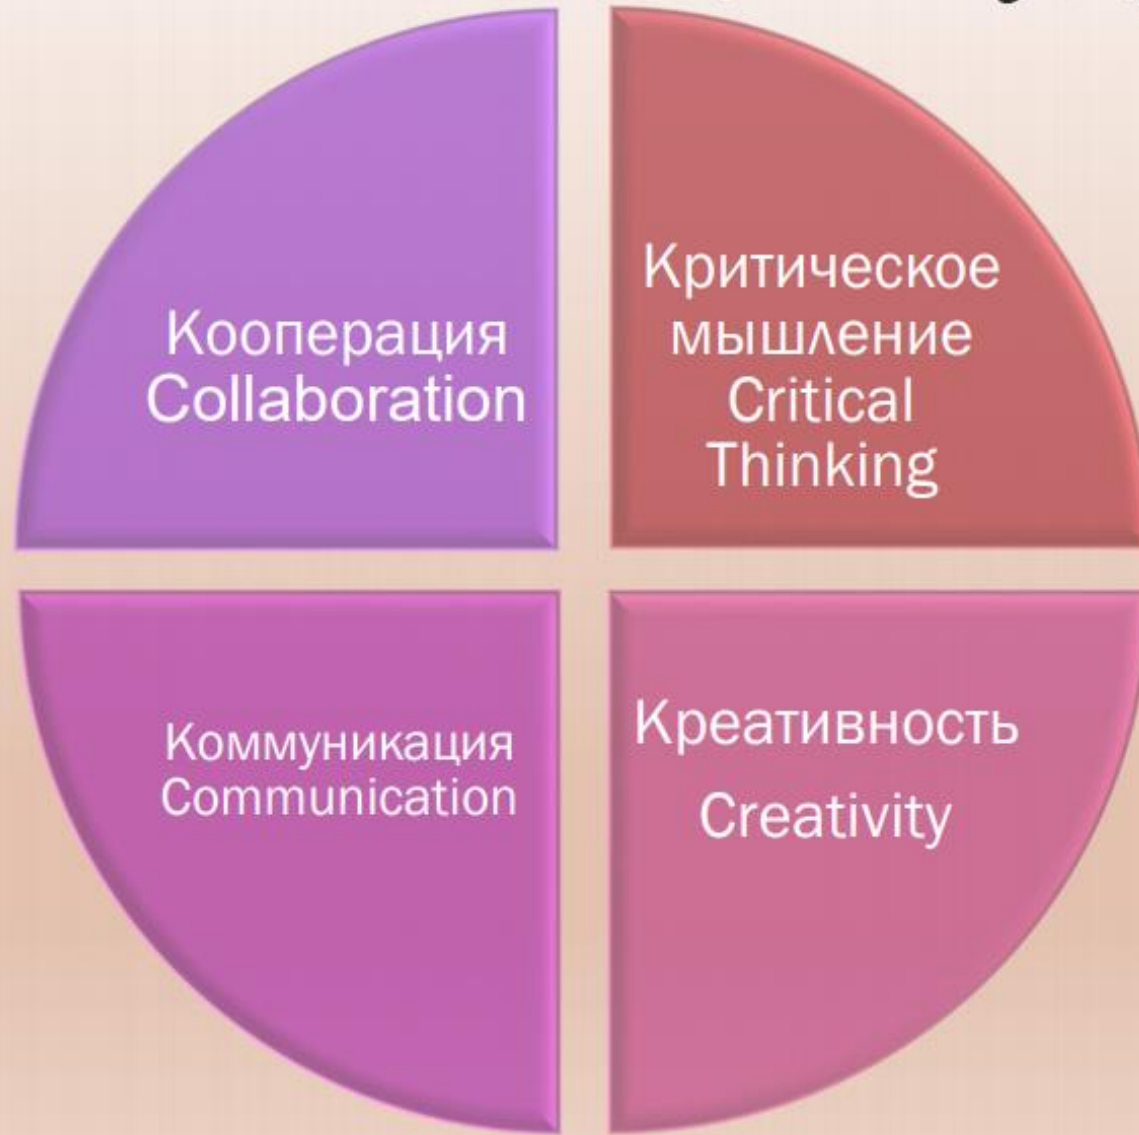 Кооперация
Collaboration
Критическое
мышление
Critical
Thinking
Коммуникация
Communication
Креативность
Creativity